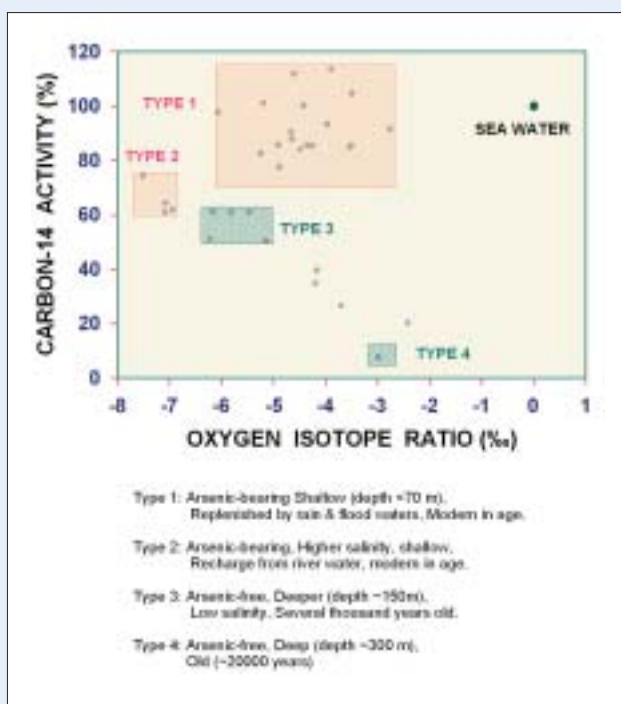 CARBON-14 ACTIVITY (%)
120
100
80
60
40
20
0
TYPE 1
TYPE 2
TYPE 3
TYPE 4
SEA WATER
-8 -7 -6 -5 -4 -3 -2 -1 0 1
OXYGEN ISOTOPE RATIO (‰)
Type 1: Arsenic-bearing Shallow (depth <70 m),
Replenished by rain & flood waters, Modern in age.
Type 2: Arsenic-bearing, Higher salinity, shallow,
Recharge from river water, modern in age.
Type 3: Arsenic-free, Deeper (depth ~150m),
Low salinity, Several thousand years old.
Type 4: Arsenic-free, Deep (depth ~300 m),
Old (~20000 years)